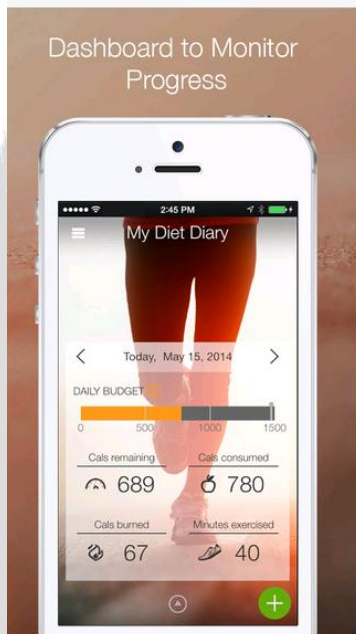 Dashboard to Monitor
Progress
2:45 PM
My Diet Diary
Today, May 15, 2014
DAILY BUDGET
0 500 1000 1500
Cals remaining Cals consumed
689 780
Cals burned Minutes exercised
67 40